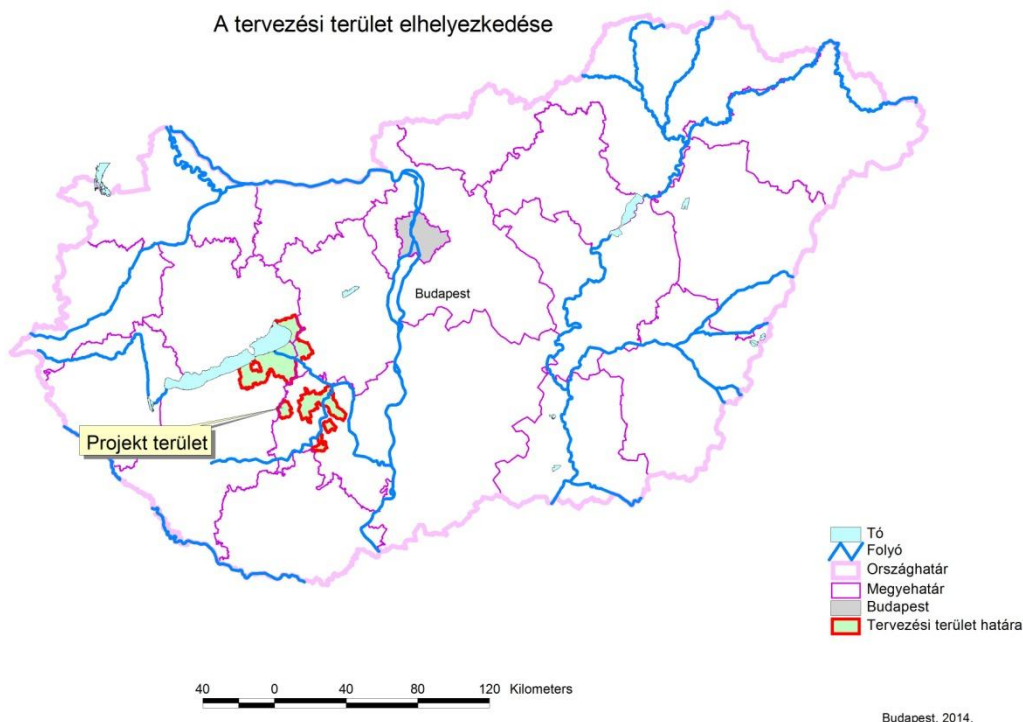 A tervezési terület elhelyezkedése
Budapest
Projekt terület
Tó
Folyó
Országhatár
Megyehatár
Budapest
Tervezési terület határa
40 0 40 80 120 Kilometers
Budapest, 2014.